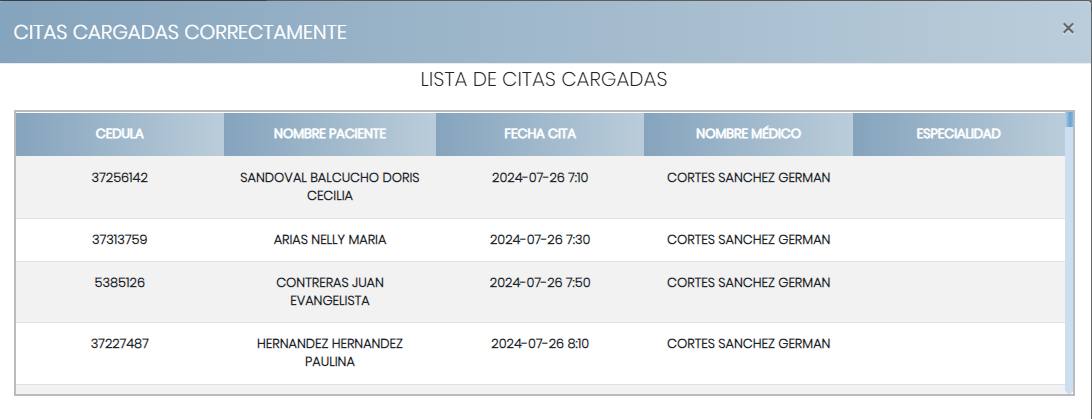 CITAS CARGADAS CORRECTAMENTE ×
LISTA DE CITAS CARGADAS
CEDULA NOMBRE PACIENTE FECHA CITA NOMBRE MÉDICO ESPECIALIDAD
37256142 SANDOVAL BALCUCHO DORIS 2024-07-26 7:10 CORTES SANCHEZ GERMAN
CECILIA
37313759 ARIAS NELLY MARIA 2024-07-26 7:30 CORTES SANCHEZ GERMAN
5385126 CONTRERAS JUAN 2024-07-26 7:50 CORTES SANCHEZ GERMAN
EVANGELISTA
37227487 HERNANDEZ HERNANDEZ 2024-07-26 8:10 CORTES SANCHEZ GERMAN
PAULINA